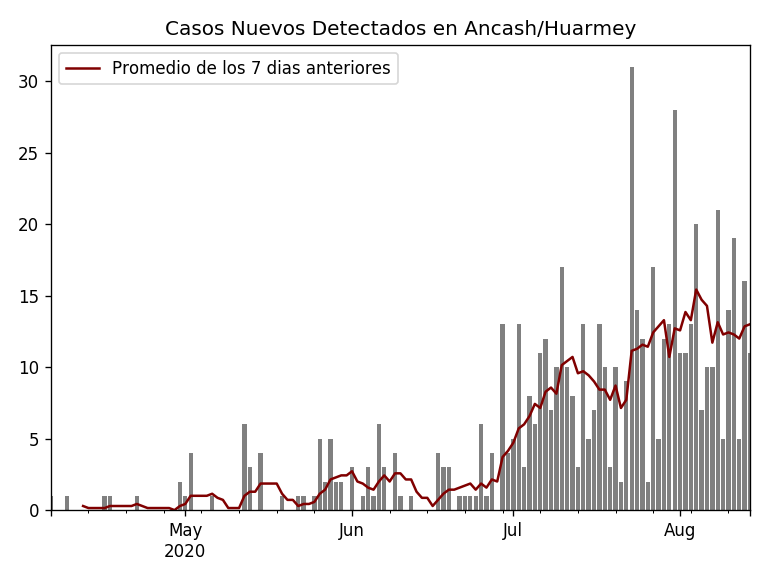 Casos Nuevos Detectados en Ancash/Huarmey
Promedio de los 7 dias anteriores
30
25
20
15
10
5
0
May
2020
Jun
Jul
Aug